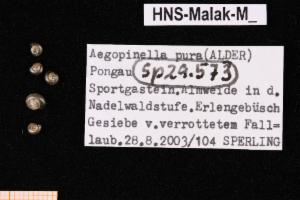 HNS-Malak-M_
Aegopinella pura (ALDER)
Pongau
Sp2a.573
Sportgastein.Almweide in d.
Nadelwaldstufe.Erlengebüsch
Gesiebe v.verrottetem Fall=
laub.28.8.2003/104 SPERLING